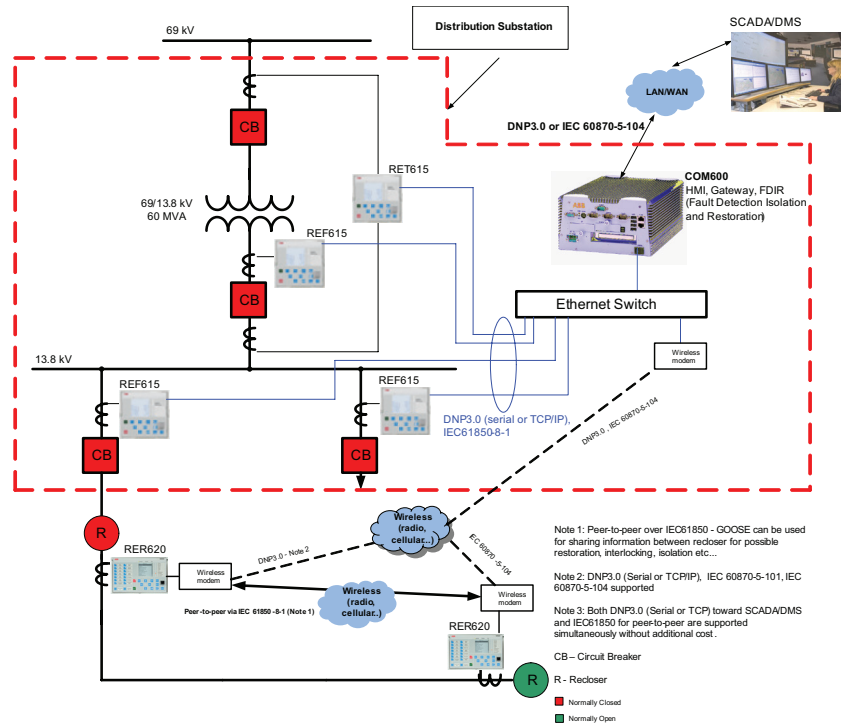 69 kV
Distribution Substation
SCADA/DMS
LAN/WAN
DNP3.0 or IEC 60870-5-104
CB
RET615
COM600
HMI, Gateway, FDIR
(Fault Detection Isolation
and Restoration)
ABB
69/13.8 kV
60 MVA
REF615
CB
Ethernet Switch
Wireless
modem
13.8 kV
REF615
REF615
DNP3.0 (serial or TCP/IP),
IEC61850-8-1
DNP3.0 , IEC 60870-5-104
CB
CB
R
RER620
Wireless
modem
DNP3.0 - Note 2
Wireless
(radio,
cellular...)
IEC 60870 -5-104
Wireless
(radio,
cellular..)
Peer-to-peer via IEC 61850 -8-1 (Note 1)
Wireless
modem
RER620
R
Note 1: Peer-to-peer over IEC61850 - GOOSE can be used
for sharing information between recloser for possible
restoration, interlocking, isolation etc...
Note 2: DNP3.0 (Serial or TCP/IP), IEC 60870-5-101, IEC
60870-5-104 supported
Note 3: Both DNP3.0 (Serial or TCP) toward SCADA/DMS
and IEC61850 for peer-to-peer are supported
simultaneously without additional cost .
CB – Circuit Breaker
R - Recloser
Normally Closed
Normally Open